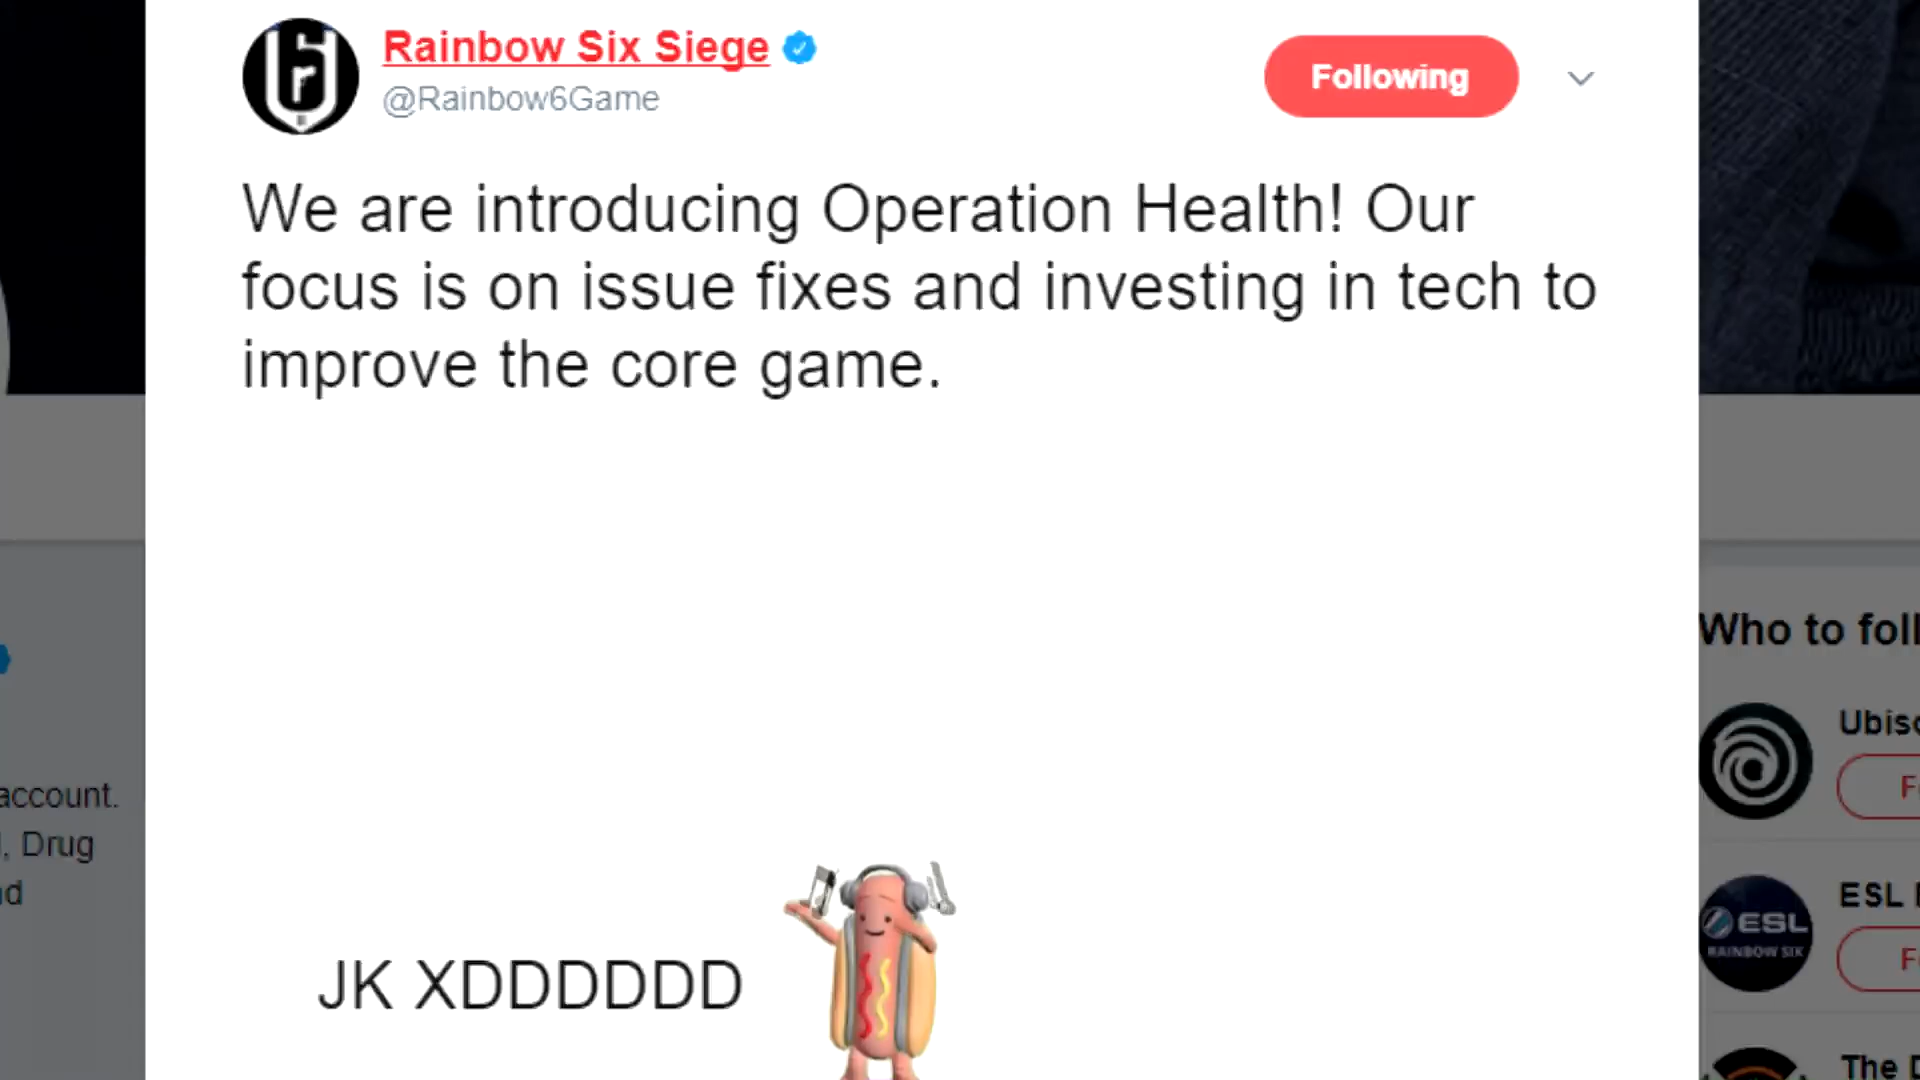 Rainbow Six Siege
@Rainbow6Game
Following
We are introducing Operation Health! Our
focus is on issue fixes and investing in tech to
improve the core game.
JK XDDDDDD
account.
, Drug
Who to foll
Ubis
F
ESL
ESL
RAINBOW SIX
F
The